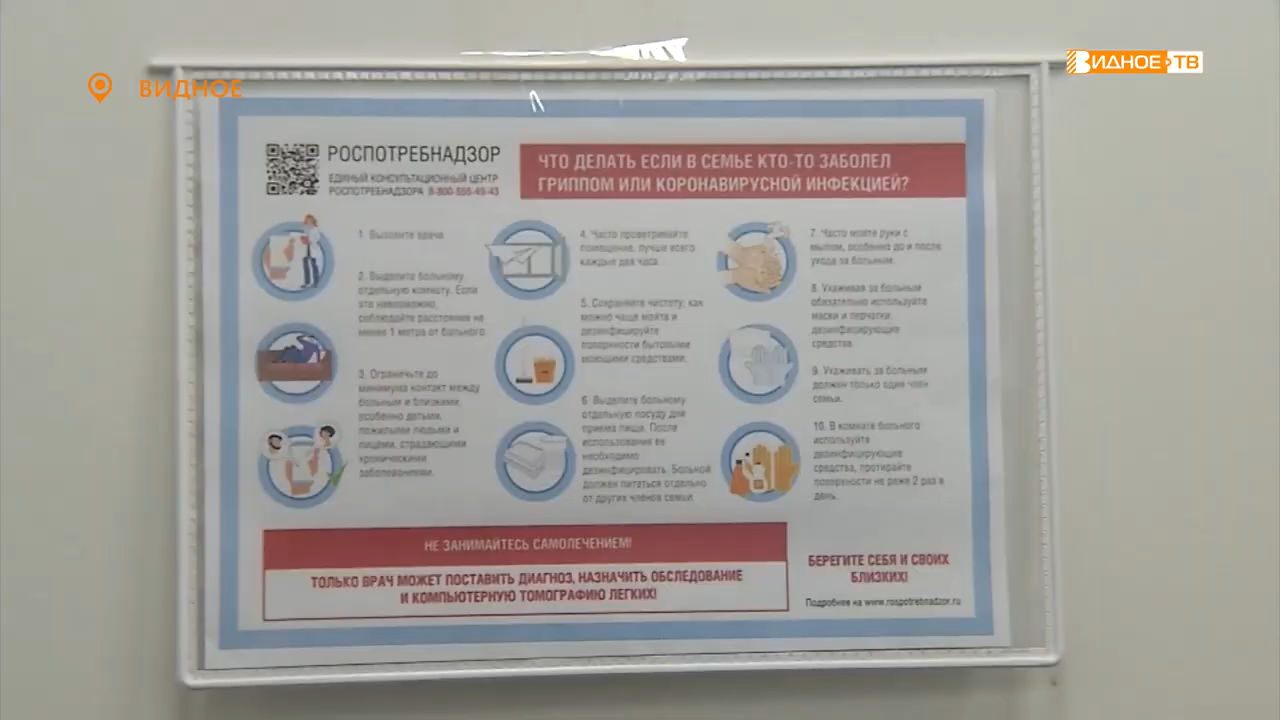 ВИДНОЕ
ВИДНОЕ ТВ
РОСПОТРЕБНАДЗОР
ЕДИНЫЙ КОНСУЛЬТАЦИОННЫЙ ЦЕНТР
РОСПОТРЕБНАДЗОРА 8-800-555-49-43
ЧТО ДЕЛАТЬ ЕСЛИ В СЕМЬЕ КТО-ТО ЗАБОЛЕЛ
ГРИППОМ ИЛИ КОРОНАВИРУСНОЙ ИНФЕКЦИЕЙ?
1. Вызовите врача.
2. Выделите больному
отдельную комнату. Если
это невозможно,
соблюдайте расстояние не
менее 1 метра от больного.
3. Ограничьте до
минимума контакт между
больным и близкими,
особенно детьми,
пожилыми людьми и
лицами, страдающими
хроническими
заболеваниями.
4. Часто проветривайте
помещение, лучше всего
каждые два часа.
5. Сохраняйте чистоту, как
можно чаще мойте и
дезинфицируйте
поверхности бытовыми
моющими средствами.
6. Выделите больному
отдельную посуду для
приема пищи. После
использования ее
необходимо
дезинфицировать. Больной
должен питаться отдельно
от других членов семьи.
7. Часто мойте руки с
мылом, особенно до и после
ухода за больным.
8. Ухаживая за больным
обязательно используйте
маски и перчатки,
дезинфицирующие
средства.
9. Ухаживать за больным
должен только один член
семьи.
10. В комнате больного
используйте
дезинфицирующие
средства, протирайте
поверхности не реже 2 раз в
день.
НЕ ЗАНИМАЙТЕСЬ САМОЛЕЧЕНИЕМ!
ТОЛЬКО ВРАЧ МОЖЕТ ПОСТАВИТЬ ДИАГНОЗ, НАЗНАЧИТЬ ОБСЛЕДОВАНИЕ
И КОМПЬЮТЕРНУЮ ТОМОГРАФИЮ ЛЕГКИХ!
БЕРЕГИТЕ СЕБЯ И СВОИХ
БЛИЗКИХ!
Подробнее на www.rospotrebnadzor.ru